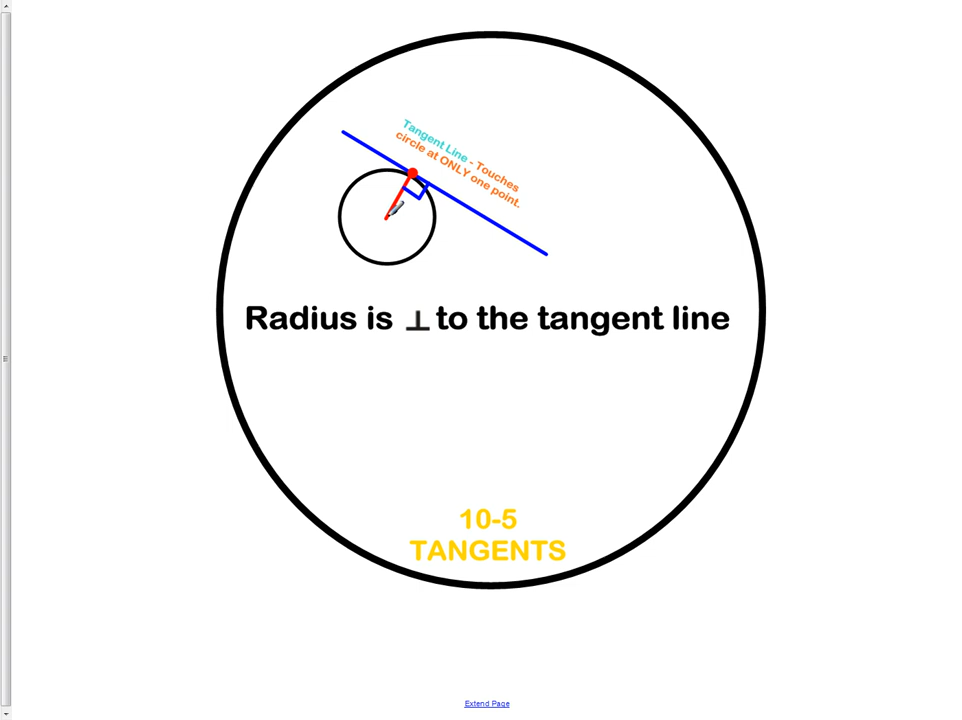 Tangent Line - Touches
circle at ONLY one point.
Radius is ⊥ to the tangent line
10-5
TANGENTS
Extend Page